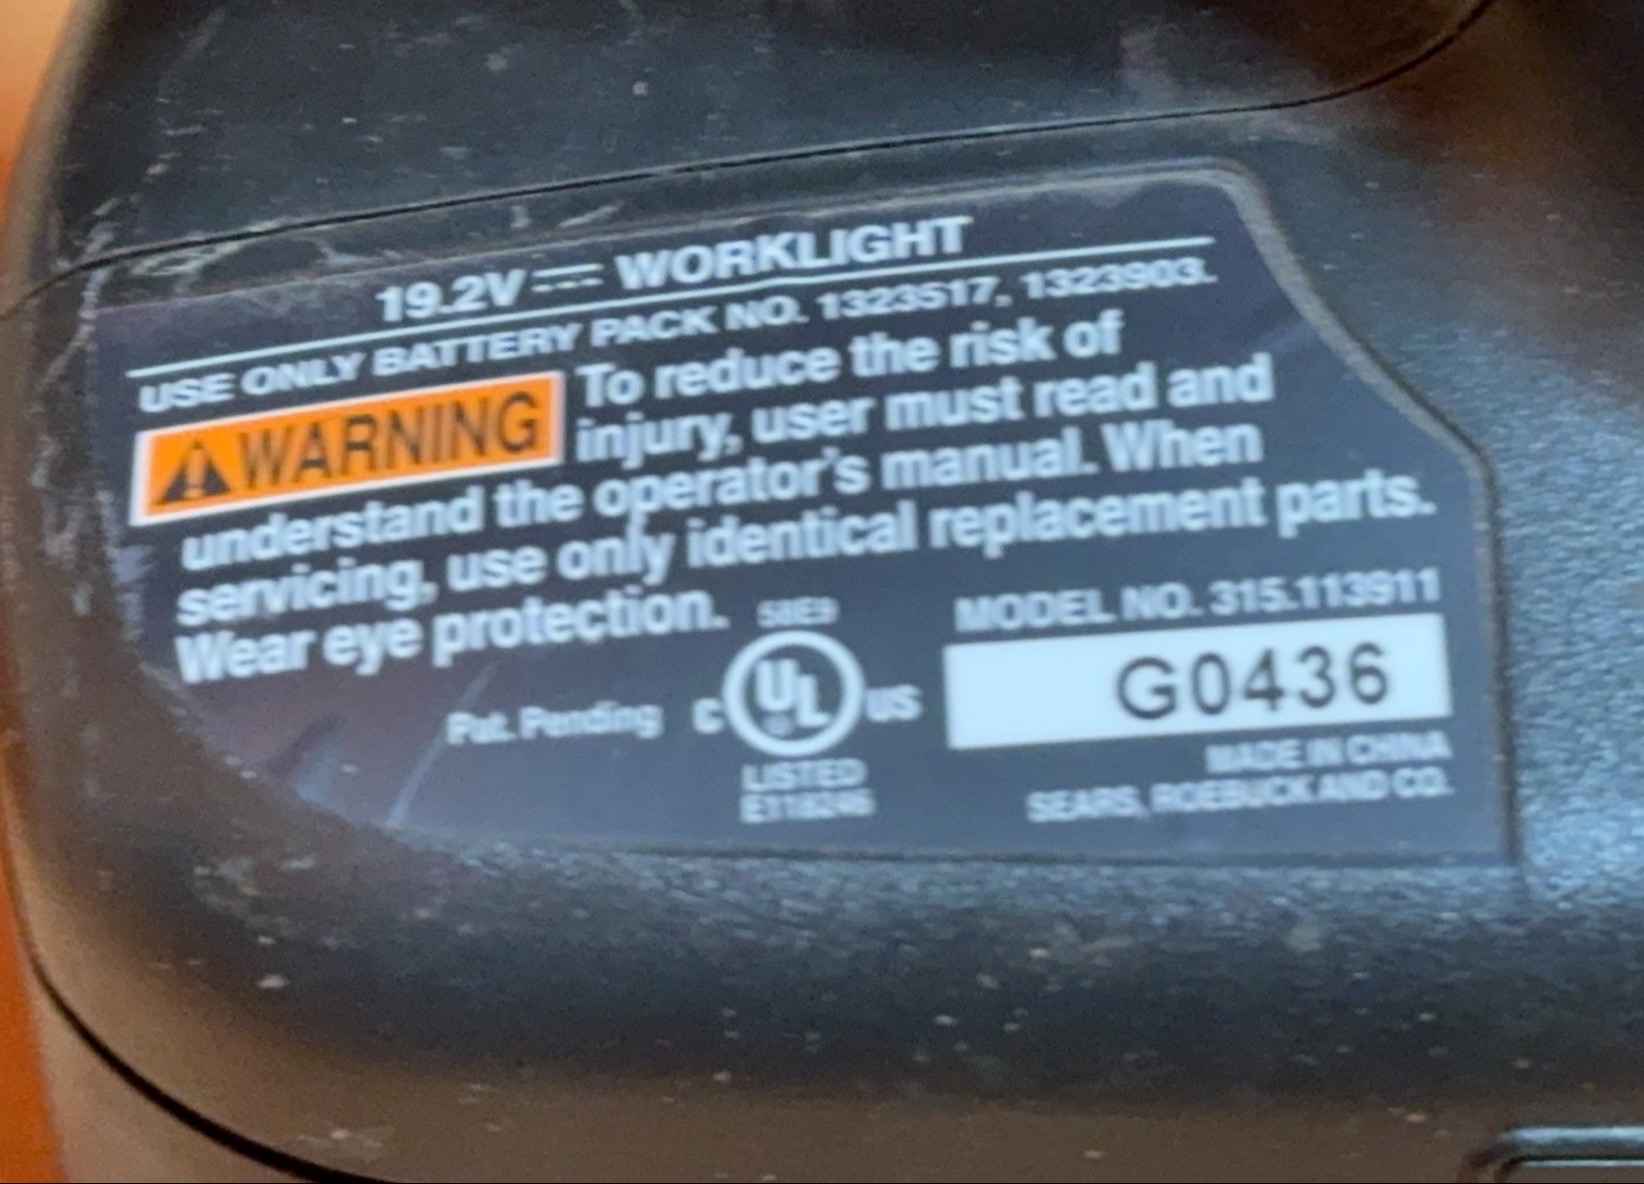 19.2V WORKLIGHT
USE ONLY BATTERY PACK NO. 1323517, 1323903.
⚠WARNING To reduce the risk of
injury, user must read and
understand the operator's manual. When
servicing, use only identical replacement parts.
Wear eye protection.
58E9
MODEL NO. 315.113911
Pat. Pending
C UL US
G0436
LISTED
E118246
MADE IN CHINA
SEARS, ROEBUCK AND CO.